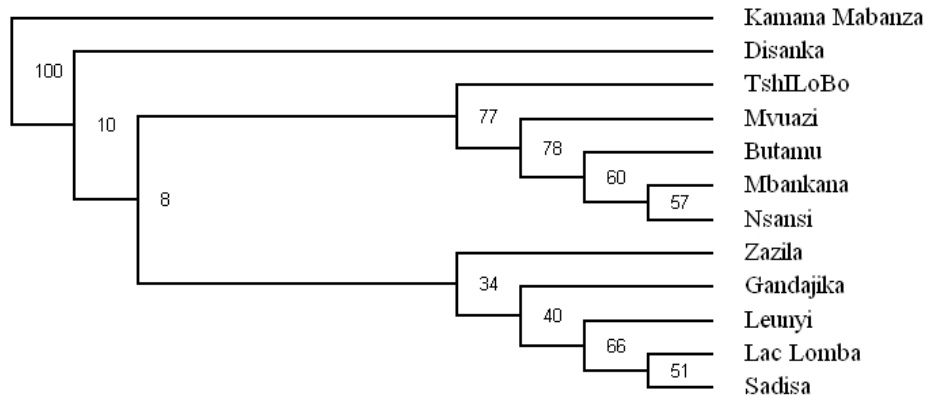 Kamana Mabanza
100
Disanka
10
TshILoBo
77
Mvuazi
78
Butamu
60
Mbankana
8
57
Nsansi
Zazila
34
Gandajika
40
Leunyi
66
Lac Lomba
51
Sadisa